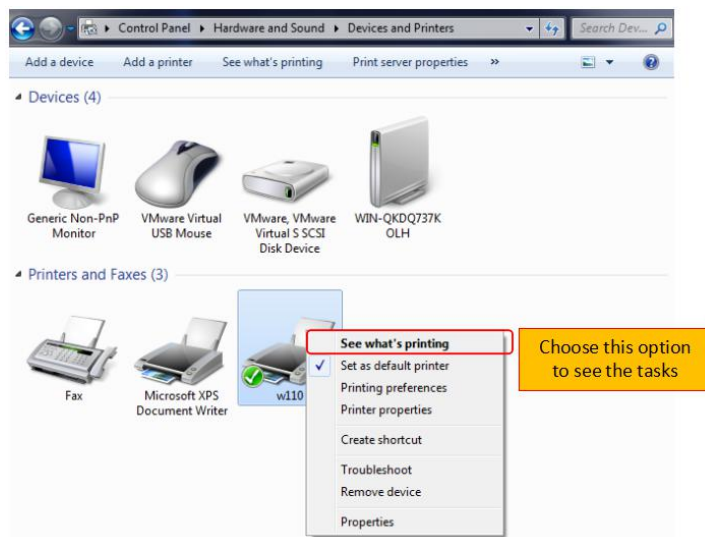 Control Panel ▸ Hardware and Sound ▸ Devices and Printers
Search Dev...
Add a device Add a printer See what's printing Print server properties »
Devices (4)
Generic Non-PnP Monitor
VMware Virtual USB Mouse
VMware, VMware Virtual S SCSI Disk Device
WIN-QKDQ737KOLH
Printers and Faxes (3)
Fax
Microsoft XPS Document Writer
w110
See what's printing
Set as default printer
Printing preferences
Printer properties
Create shortcut
Troubleshoot
Remove device
Properties
Choose this option
to see the tasks